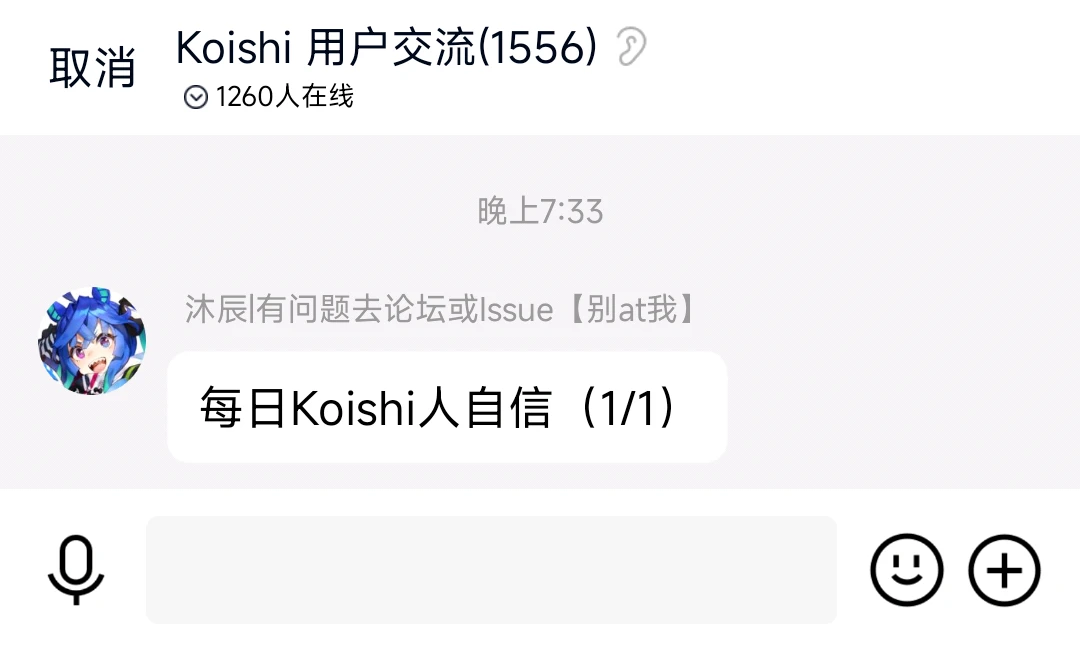 取消
Koishi 用户交流(1556)
1260人在线
晚上7:33
沐辰|有问题去论坛或Issue【别at我】
每日Koishi人自信（1/1）